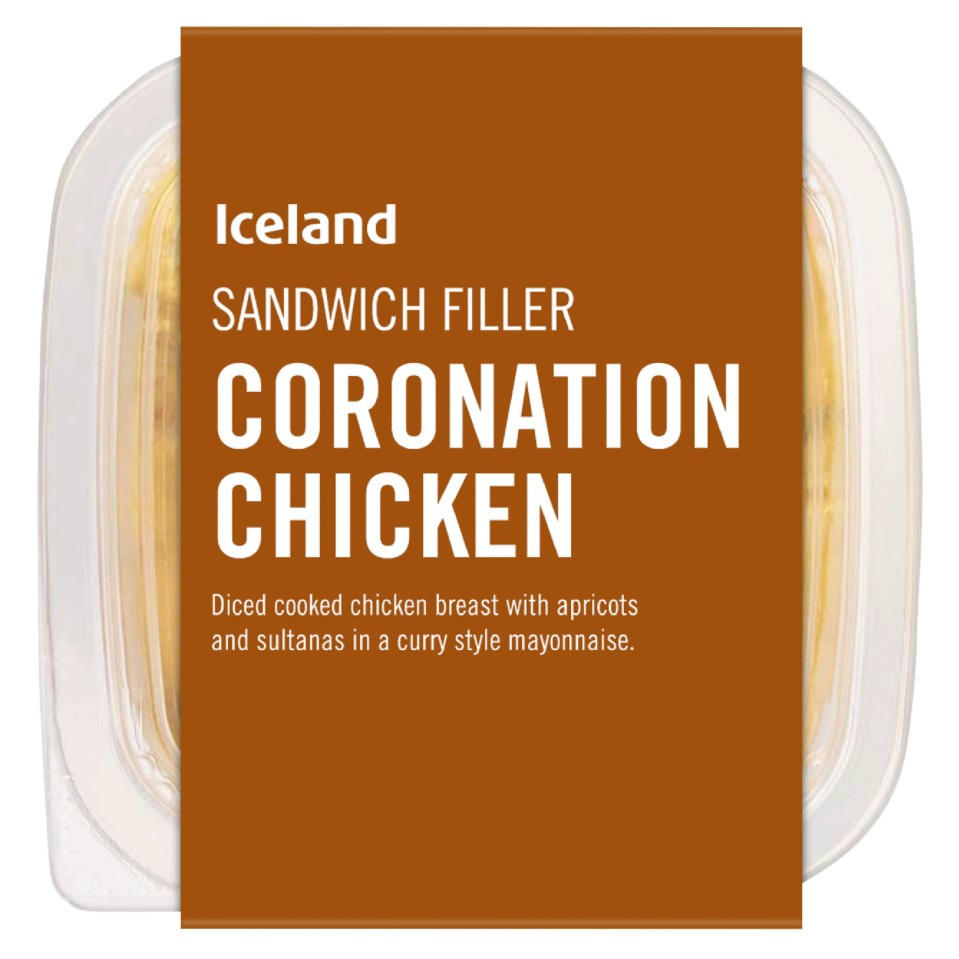 Iceland
SANDWICH FILLER
CORONATION
CHICKEN
Diced cooked chicken breast with apricots
and sultanas in a curry style mayonnaise.